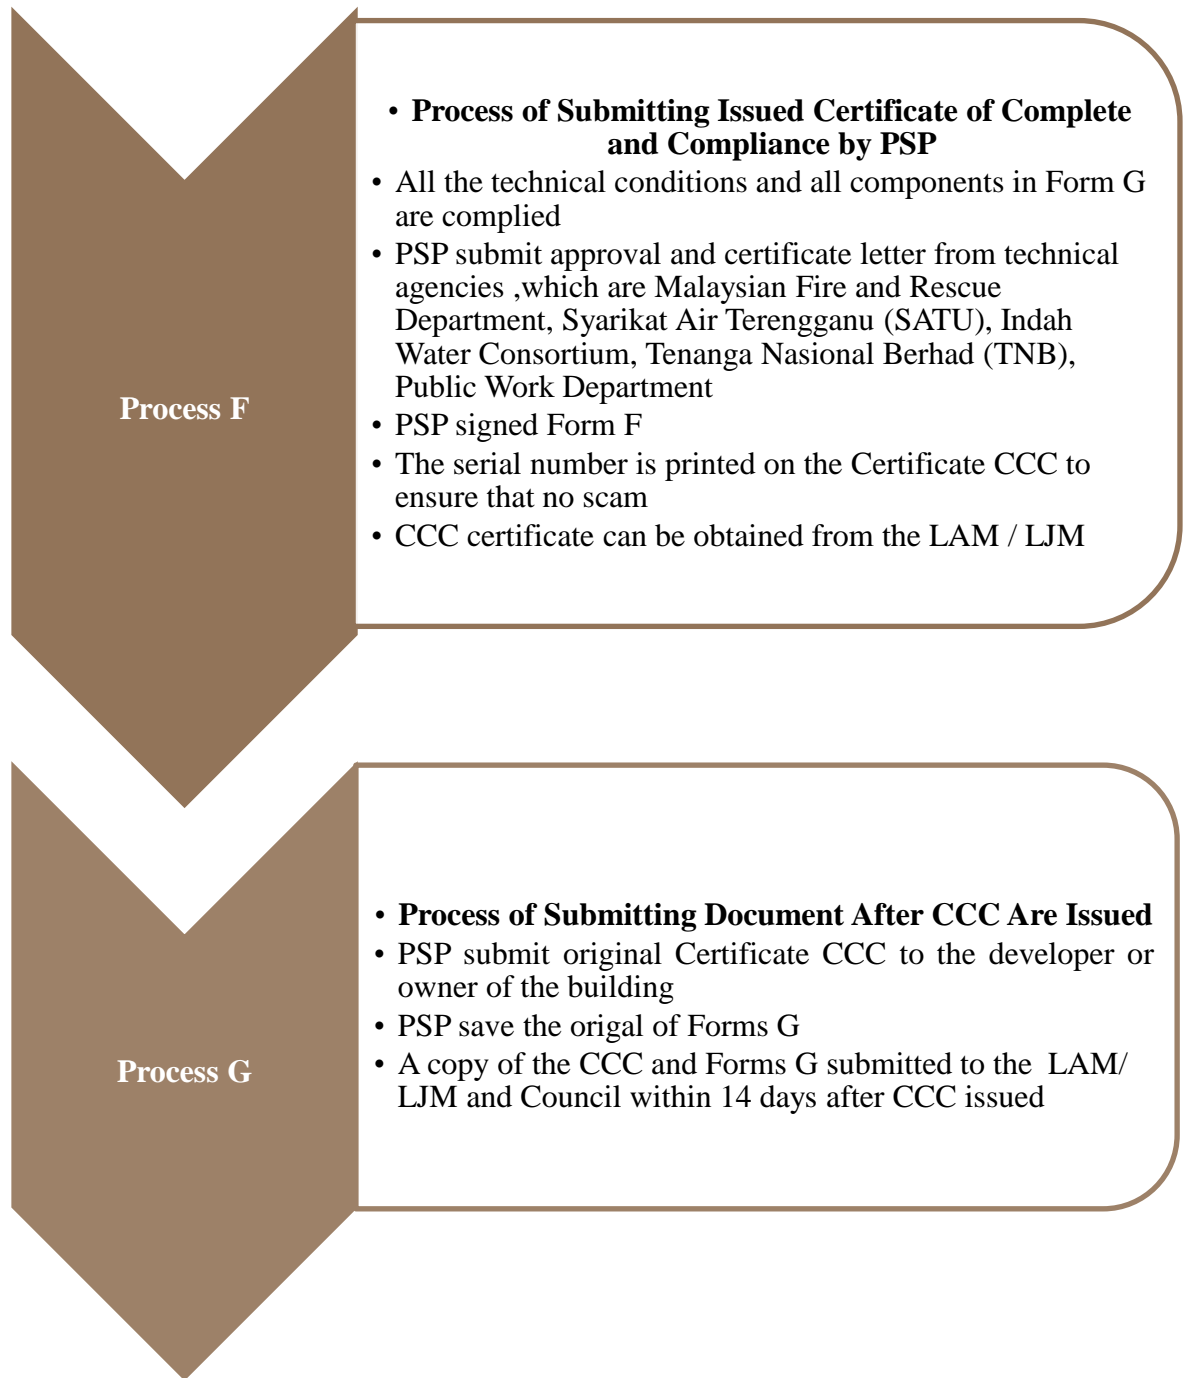 Process F
• Process of Submitting Issued Certificate of Complete
and Compliance by PSP
• All the technical conditions and all components in Form G
are complied
• PSP submit approval and certificate letter from technical
agencies ,which are Malaysian Fire and Rescue
Department, Syarikat Air Terengganu (SATU), Indah
Water Consortium, Tenanga Nasional Berhad (TNB),
Public Work Department
• PSP signed Form F
• The serial number is printed on the Certificate CCC to
ensure that no scam
• CCC certificate can be obtained from the LAM / LJM
Process G
• Process of Submitting Document After CCC Are Issued
• PSP submit original Certificate CCC to the developer or
owner of the building
• PSP save the origal of Forms G
• A copy of the CCC and Forms G submitted to the LAM/
LJM and Council within 14 days after CCC issued